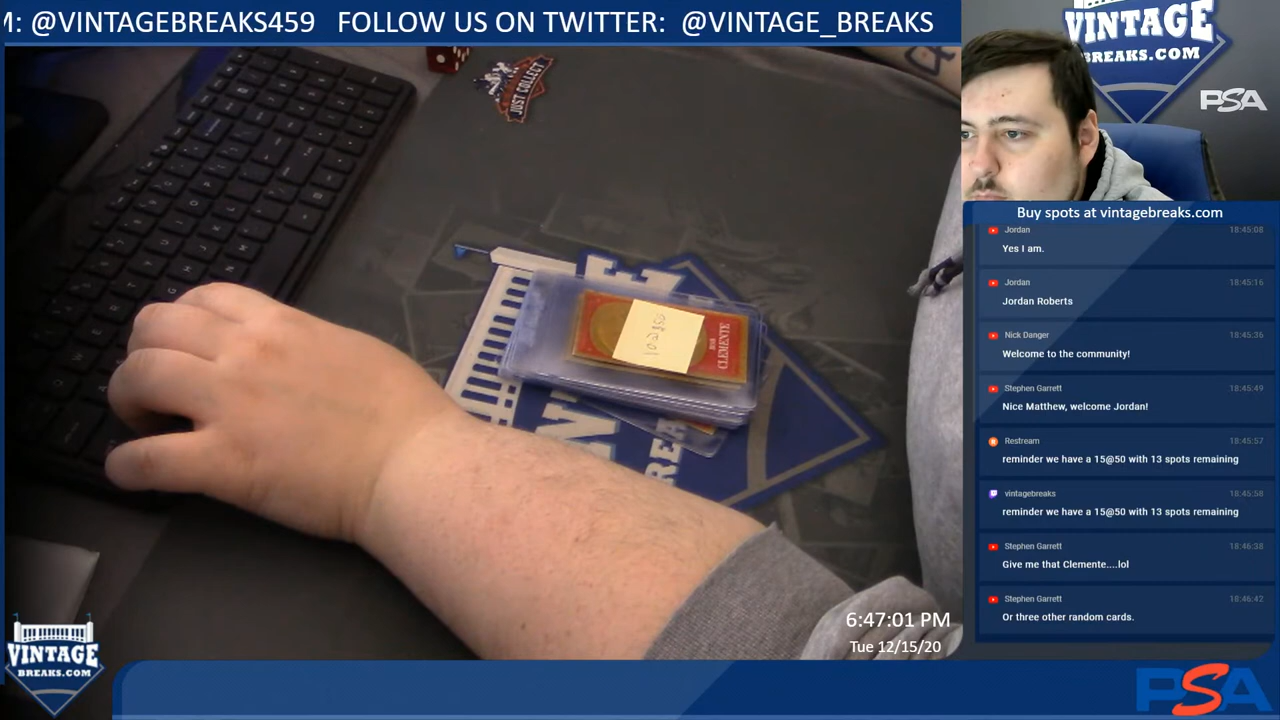 M: @VINTAGEBREAKS459 FOLLOW US ON TWITTER: @VINTAGE_BREAKS
VINTAGE
BREAKS.COM
PSA
JUST COLLECT
BOB
CLEMENTE
BREA
Buy spots at vintagebreaks.com
Jordan 18:45:08
Yes I am.
Jordan 18:45:16
Jordan Roberts
Nick Danger 18:45:36
Welcome to the community!
Stephen Garrett 18:45:49
Nice Matthew, welcome Jordan!
Restream 18:45:57
reminder we have a 15@50 with 13 spots remaining
vintagebreaks 18:45:58
reminder we have a 15@50 with 13 spots remaining
Stephen Garrett 18:46:38
Give me that Clemente....lol
Stephen Garrett 18:46:42
Or three other random cards.
6:47:01 PM
Tue 12/15/20
VINTAGE
BREAKS.COM
PSA